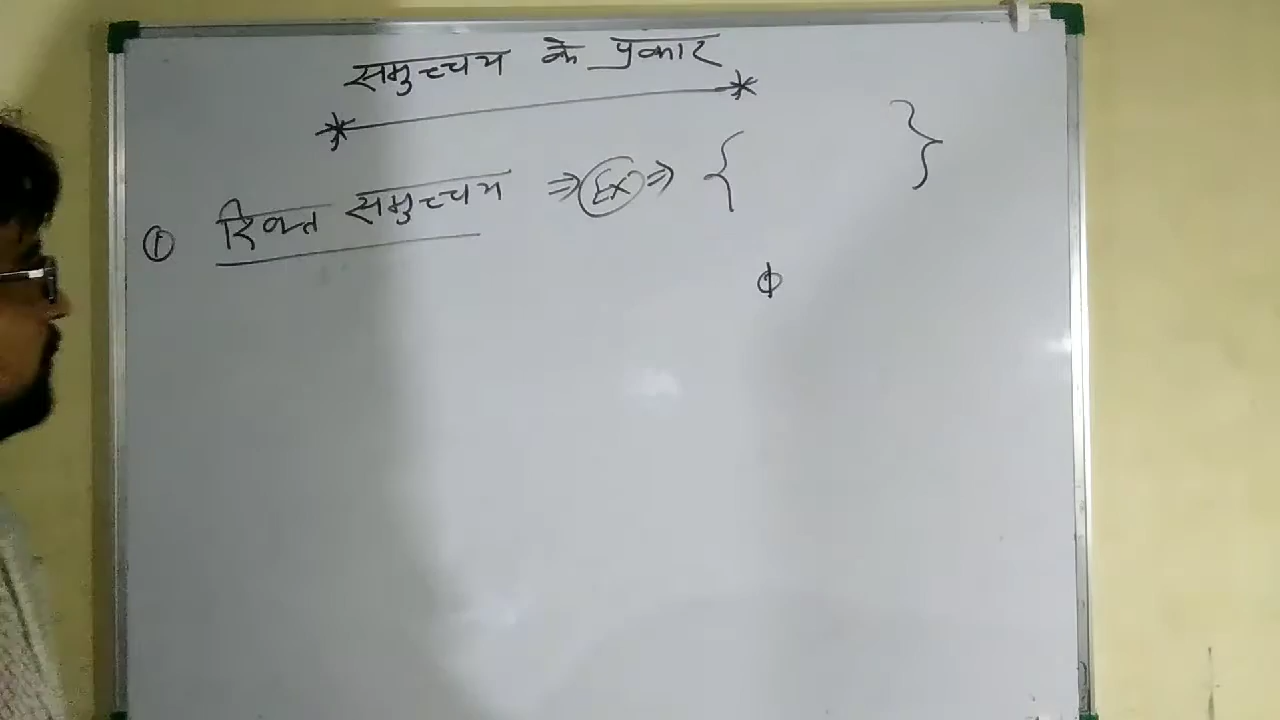 समुच्चय के प्रकार
① रिक्त समुच्चय ⇒ Ex ⇒ { }
ϕ